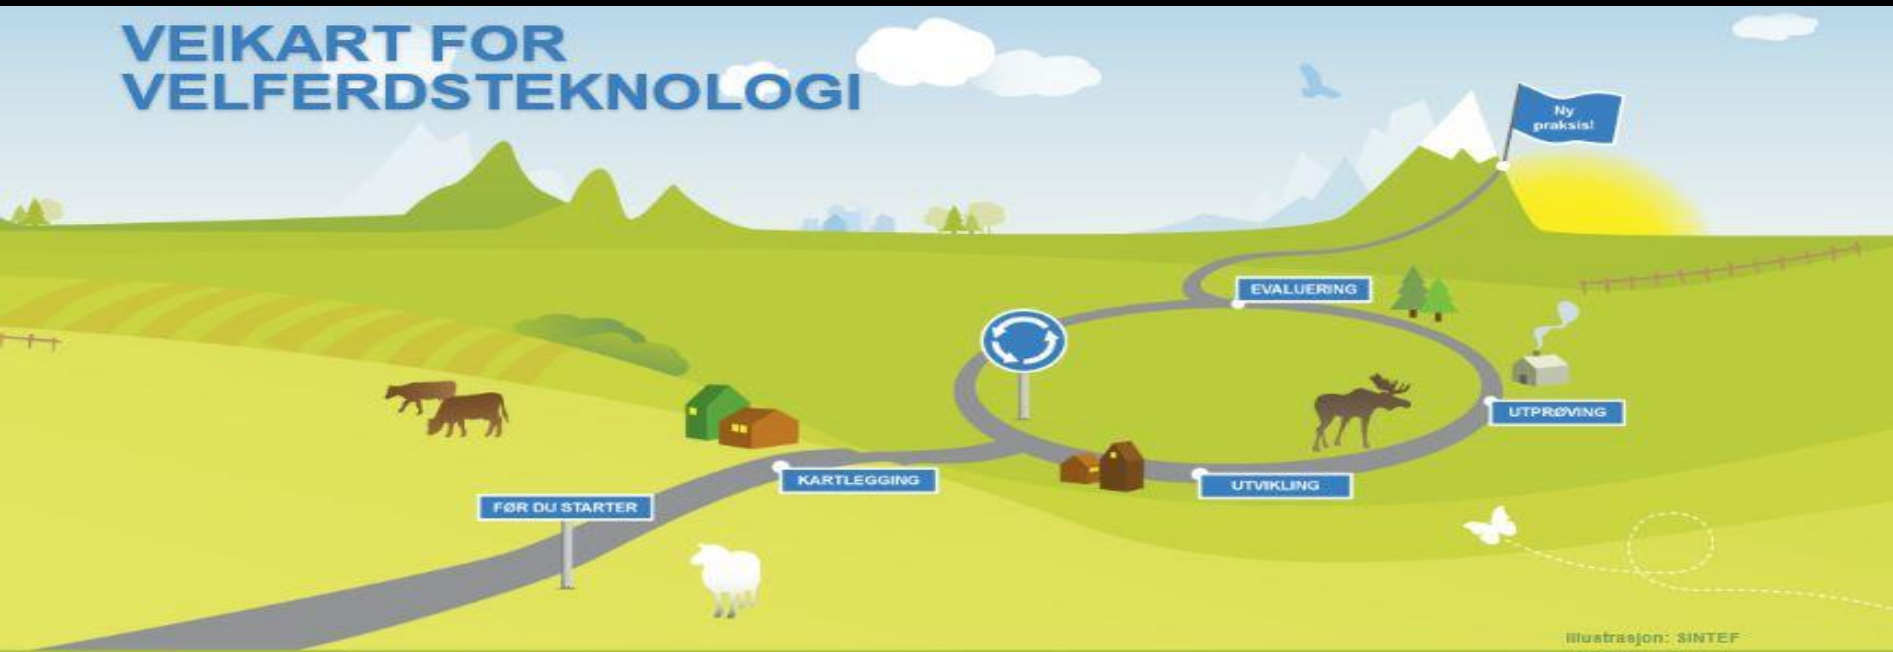 VEIKART FOR
VELFERDSTEKNOLOGI
Ny
praksis!
EVALUERING
UTPRØVING
KARTLEGGING
UTVIKLING
FØR DU STARTER
Illustrasjon: SINTEF